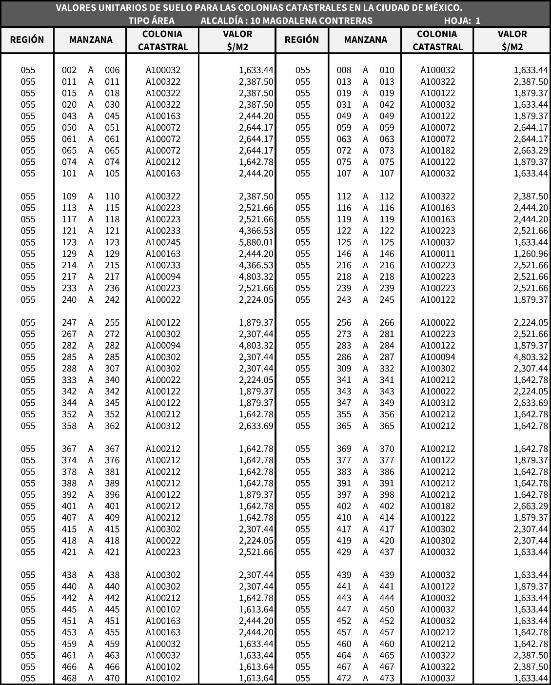 VALORES UNITARIOS DE SUELO PARA LAS COLONIAS CATASTRALES EN LA CIUDAD DE MÉXICO.
TIPO ÁREA ALCALDÍA : 10 MAGDALENA CONTRERAS HOJA: 1
REGIÓN MANZANA COLONIA CATASTRAL VALOR $/M2 REGIÓN MANZANA COLONIA CATASTRAL VALOR $/M2
055 002 A 006 A100032 1,633.44 055 008 A 010 A100032 1,633.44
055 011 A 011 A100322 2,387.50 055 013 A 013 A100322 2,387.50
055 015 A 018 A100322 2,387.50 055 019 A 019 A100122 1,879.37
055 020 A 030 A100322 2,387.50 055 031 A 042 A100032 1,633.44
055 043 A 045 A100163 2,444.20 055 049 A 049 A100122 1,879.37
055 050 A 051 A100072 2,644.17 055 059 A 059 A100072 2,644.17
055 061 A 061 A100072 2,644.17 055 063 A 063 A100072 2,644.17
055 065 A 065 A100072 2,644.17 055 072 A 073 A100182 2,663.29
055 074 A 074 A100212 1,642.78 055 075 A 075 A100122 1,879.37
055 101 A 105 A100163 2,444.20 055 107 A 107 A100032 1,633.44
055 109 A 110 A100322 2,387.50 055 112 A 112 A100322 2,387.50
055 113 A 115 A100223 2,521.66 055 116 A 116 A100163 2,444.20
055 117 A 118 A100223 2,521.66 055 119 A 119 A100163 2,444.20
055 121 A 121 A100233 4,366.53 055 122 A 122 A100223 2,521.66
055 123 A 123 A100245 5,880.01 055 125 A 125 A100032 1,633.44
055 129 A 129 A100163 2,444.20 055 146 A 146 A100011 1,260.96
055 214 A 215 A100233 4,366.53 055 216 A 216 A100223 2,521.66
055 217 A 217 A100094 4,803.32 055 218 A 218 A100223 2,521.66
055 233 A 236 A100223 2,521.66 055 239 A 239 A100223 2,521.66
055 240 A 242 A100022 2,224.05 055 243 A 245 A100122 1,879.37
055 247 A 255 A100122 1,879.37 055 256 A 266 A100022 2,224.05
055 267 A 272 A100302 2,307.44 055 273 A 281 A100223 2,521.66
055 282 A 282 A100094 4,803.32 055 283 A 284 A100122 1,879.37
055 285 A 285 A100302 2,307.44 055 286 A 287 A100094 4,803.32
055 288 A 307 A100302 2,307.44 055 309 A 332 A100302 2,307.44
055 333 A 340 A100022 2,224.05 055 341 A 341 A100212 1,642.78
055 342 A 342 A100122 1,879.37 055 343 A 343 A100022 2,224.05
055 344 A 345 A100122 1,879.37 055 347 A 349 A100312 2,633.69
055 352 A 352 A100212 1,642.78 055 355 A 356 A100212 1,642.78
055 358 A 362 A100312 2,633.69 055 365 A 365 A100212 1,642.78
055 367 A 367 A100212 1,642.78 055 369 A 370 A100212 1,642.78
055 374 A 376 A100212 1,642.78 055 377 A 377 A100122 1,879.37
055 378 A 381 A100212 1,642.78 055 383 A 386 A100212 1,642.78
055 388 A 389 A100212 1,642.78 055 391 A 391 A100212 1,642.78
055 392 A 396 A100122 1,879.37 055 397 A 398 A100212 1,642.78
055 401 A 401 A100212 1,642.78 055 402 A 402 A100182 2,663.29
055 407 A 409 A100212 1,642.78 055 410 A 414 A100122 1,879.37
055 415 A 415 A100302 2,307.44 055 417 A 417 A100302 2,307.44
055 418 A 418 A100022 2,224.05 055 419 A 420 A100302 2,307.44
055 421 A 421 A100223 2,521.66 055 429 A 437 A100032 1,633.44
055 438 A 438 A100302 2,307.44 055 439 A 439 A100032 1,633.44
055 440 A 440 A100302 2,307.44 055 441 A 441 A100122 1,879.37
055 442 A 442 A100212 1,642.78 055 443 A 444 A100032 1,633.44
055 445 A 445 A100102 1,613.64 055 447 A 450 A100032 1,633.44
055 451 A 451 A100163 2,444.20 055 452 A 452 A100032 1,633.44
055 453 A 455 A100163 2,444.20 055 457 A 457 A100212 1,642.78
055 459 A 459 A100032 1,633.44 055 460 A 460 A100212 1,642.78
055 461 A 463 A100032 1,633.44 055 464 A 465 A100322 2,387.50
055 466 A 466 A100102 1,613.64 055 467 A 467 A100322 2,387.50
055 468 A 470 A100102 1,613.64 055 472 A 473 A100032 1,633.44